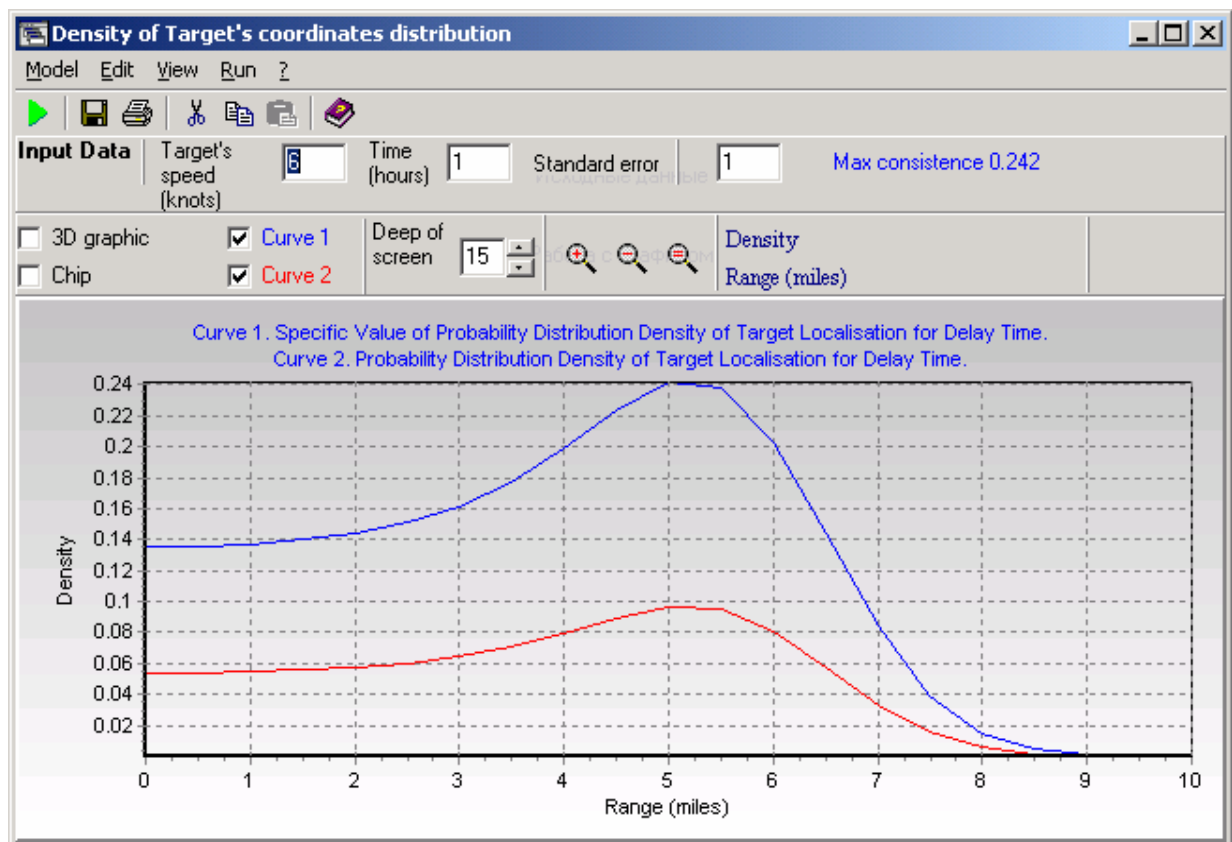 Density of Target's coordinates distribution
Model Edit View Run ?
Input Data
Target's speed (knots)
6
Time (hours)
1
Standard error
Исходные данные
1
Max consistence 0.242
3D graphic
Curve 1
Chip
Curve 2
Deep of screen
15
Density
Range (miles)
Curve 1. Specific Value of Probability Distribution Density of Target Localisation for Delay Time.
Curve 2. Probability Distribution Density of Target Localisation for Delay Time.
0.24
0.22
0.2
0.18
0.16
0.14
0.12
0.1
0.08
0.06
0.04
0.02
Density
0 1 2 3 4 5 6 7 8 9 10
Range (miles)